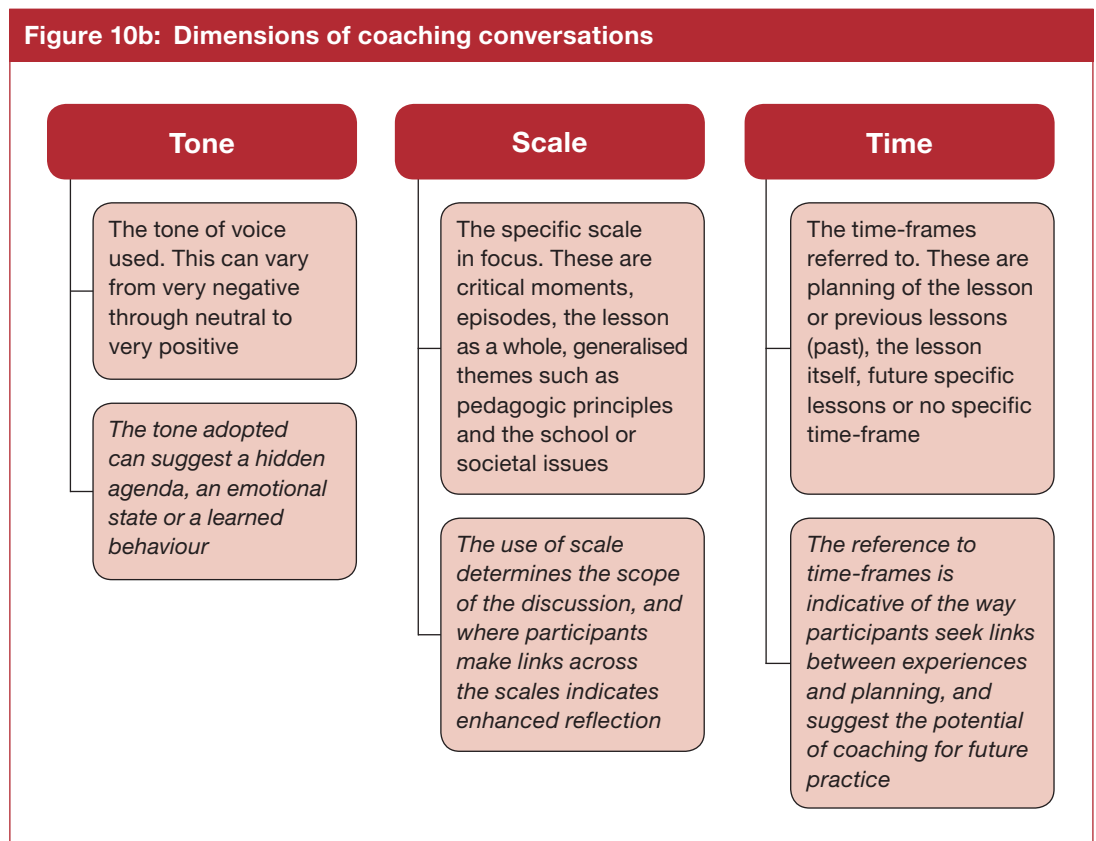 Figure 10b: Dimensions of coaching conversations
Tone
The tone of voice
used. This can vary
from very negative
through neutral to
very positive
The tone adopted
can suggest a hidden
agenda, an emotional
state or a learned
behaviour
Scale
The specific scale
in focus. These are
critical moments,
episodes, the lesson
as a whole, generalised
themes such as
pedagogic principles
and the school or
societal issues
The use of scale
determines the scope
of the discussion, and
where participants
make links across
the scales indicates
enhanced reflection
Time
The time-frames
referred to. These are
planning of the lesson
or previous lessons
(past), the lesson
itself, future specific
lessons or no specific
time-frame
The reference to
time-frames is
indicative of the way
participants seek links
between experiences
and planning, and
suggest the potential
of coaching for future
practice